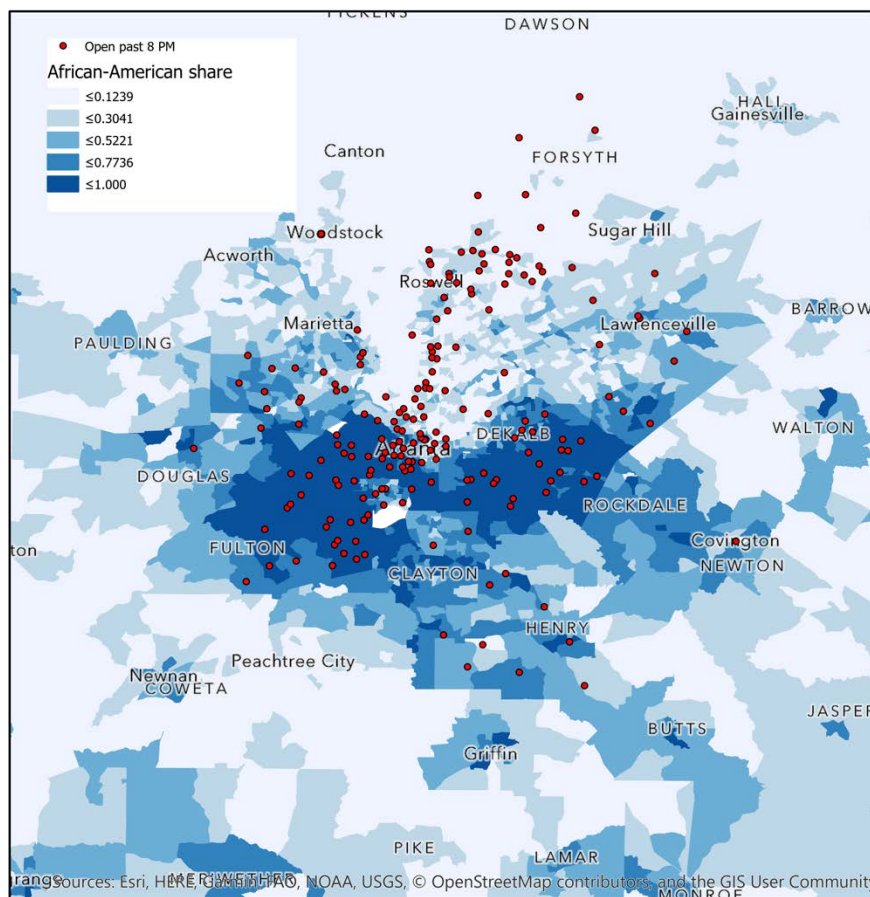 PICKENS
DAWSON
Open past 8 PM
African-American share
≤0.1239
≤0.3041
≤0.5221
≤0.7736
≤1.000
HALL
Gainesville
Canton
FORSYTH
Woodstock
Sugar Hill
Acworth
Roswell
Marietta
Lawrenceville
BARROW
PAULDING
WALTON
DEKALB
Atlanta
DOUGLAS
ROCKDALE
ton
FULTON
Covington
NEWTON
CLAYTON
HENRY
Peachtree City
Newnan
COWETA
JASPER
BUTTS
Griffin
PIKE
LAMAR
MERIWETHER
grange
Sources: Esri, HERE, Garmin, FAO, NOAA, USGS, © OpenStreetMap contributors, and the GIS User Community
MONROE